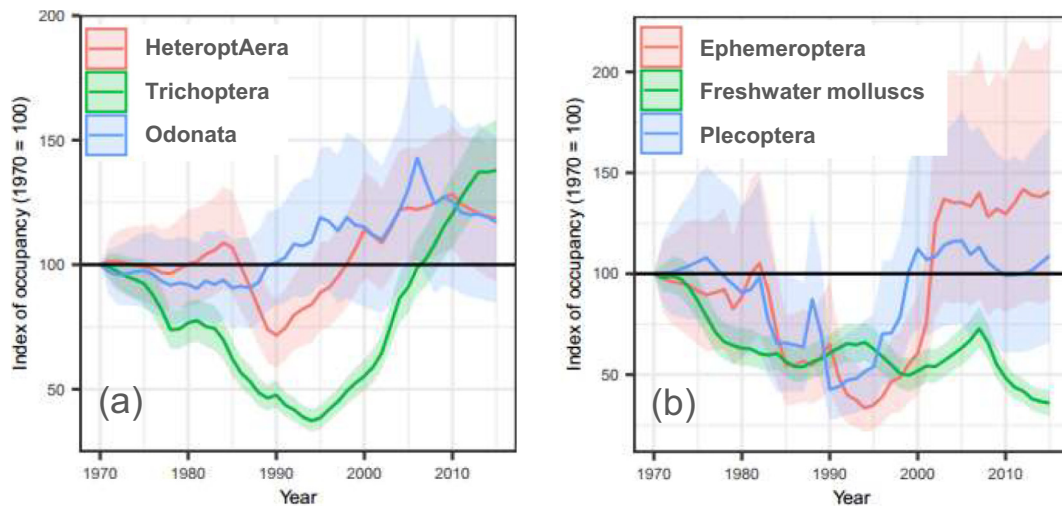 200
HeteroptAera
Trichoptera
Odonata
150
100
50
Index of occupancy (1970 = 100)
(a)
1970
1980
1990
2000
2010
Year
Ephemeroptera
Freshwater molluscs
Plecoptera
200
150
100
50
Index of occupancy (1970 = 100)
(b)
1970
1980
1990
2000
2010
Year